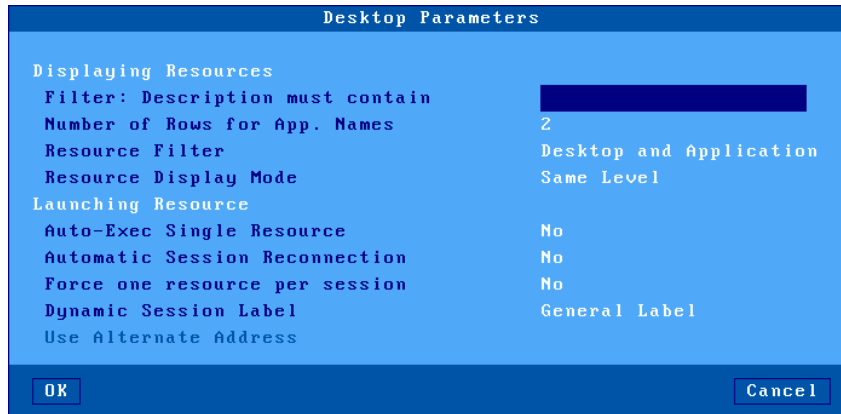 Desktop Parameters
Displaying Resources
Filter: Description must contain
Number of Rows for App. Names 2
Resource Filter Desktop and Application
Resource Display Mode Same Level
Launching Resource
Auto-Exec Single Resource No
Automatic Session Reconnection No
Force one resource per session No
Dynamic Session Label General Label
Use Alternate Address
OK Cancel